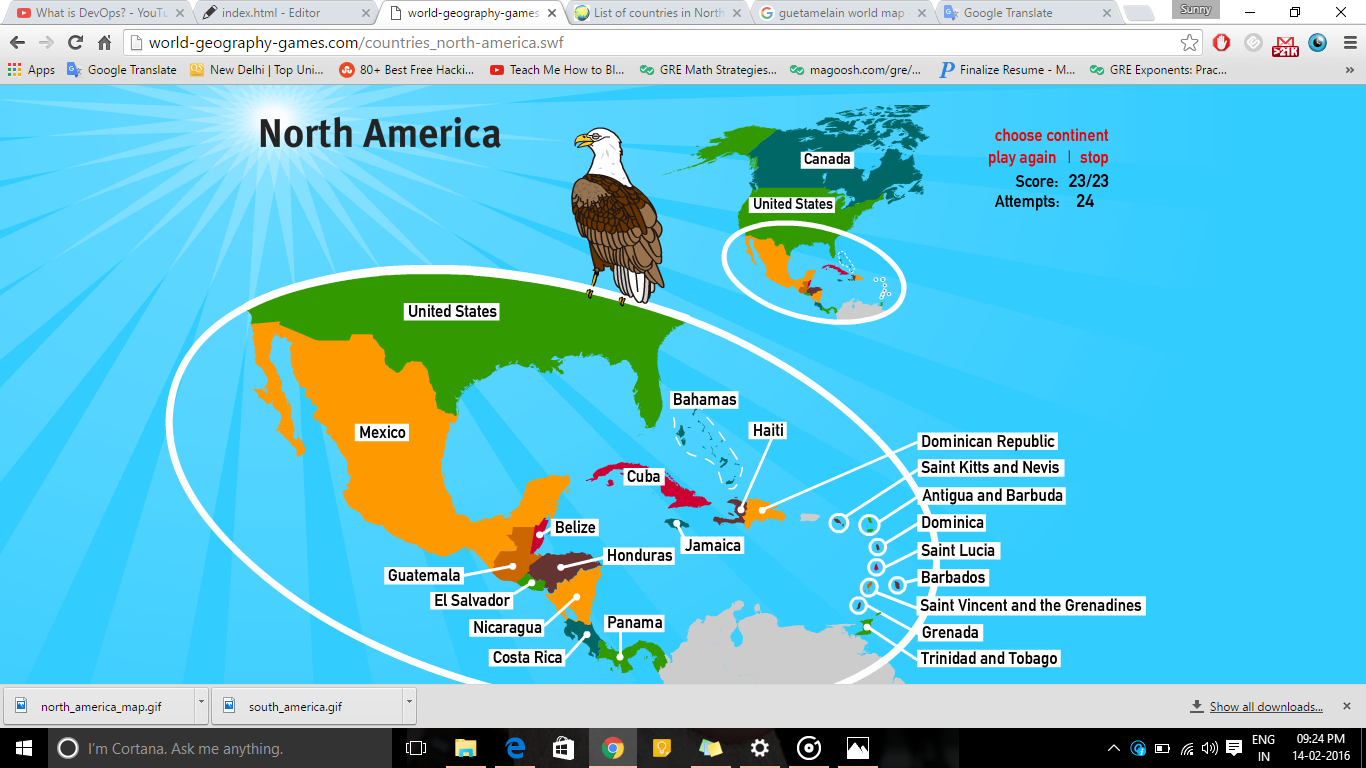 What is DevOps? - YouTu
index.html - Editor
world-geography-games
List of countries in North
guetamelain world map
Google Translate
Sunny
world-geography-games.com/countries_north-america.swf
>21K
Apps
Google Translate
New Delhi | Top Uni...
80+ Best Free Hacki...
Teach Me How to Bl...
GRE Math Strategies...
magoosh.com/gre/...
Finalize Resume - M...
GRE Exponents: Prac...
»
North America
choose continent
play again | stop
Score: 23/23
Attempts: 24
Canada
United States
United States
Bahamas
Haiti
Mexico
Dominican Republic
Saint Kitts and Nevis
Cuba
Antigua and Barbuda
Belize
Dominica
Jamaica
Saint Lucia
Honduras
Guatemala
Barbados
El Salvador
Saint Vincent and the Grenadines
Nicaragua
Panama
Grenada
Costa Rica
Trinidad and Tobago
north_america_map.gif
south_america.gif
Show all downloads...
I'm Cortana. Ask me anything.
ENG
IN
09:24 PM
14-02-2016